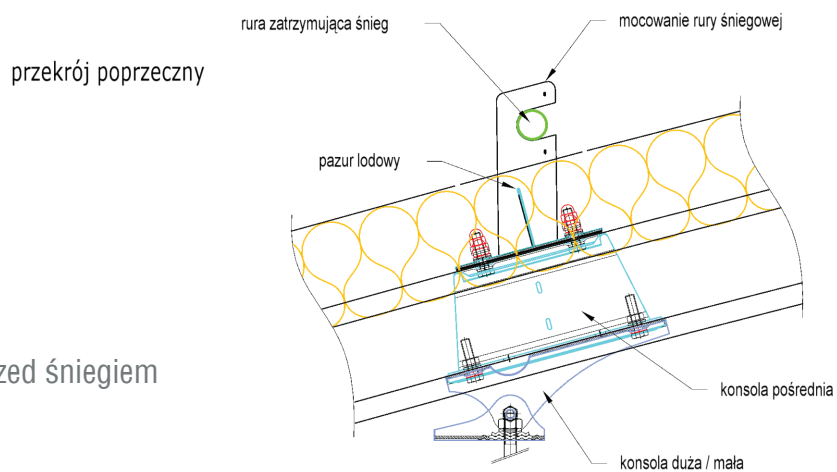 rura zatrzymująca śnieg
mocowanie rury śniegowej
przekrój poprzeczny
pazur lodowy
zed śniegiem
konsola pośrednia
konsola duża / mała